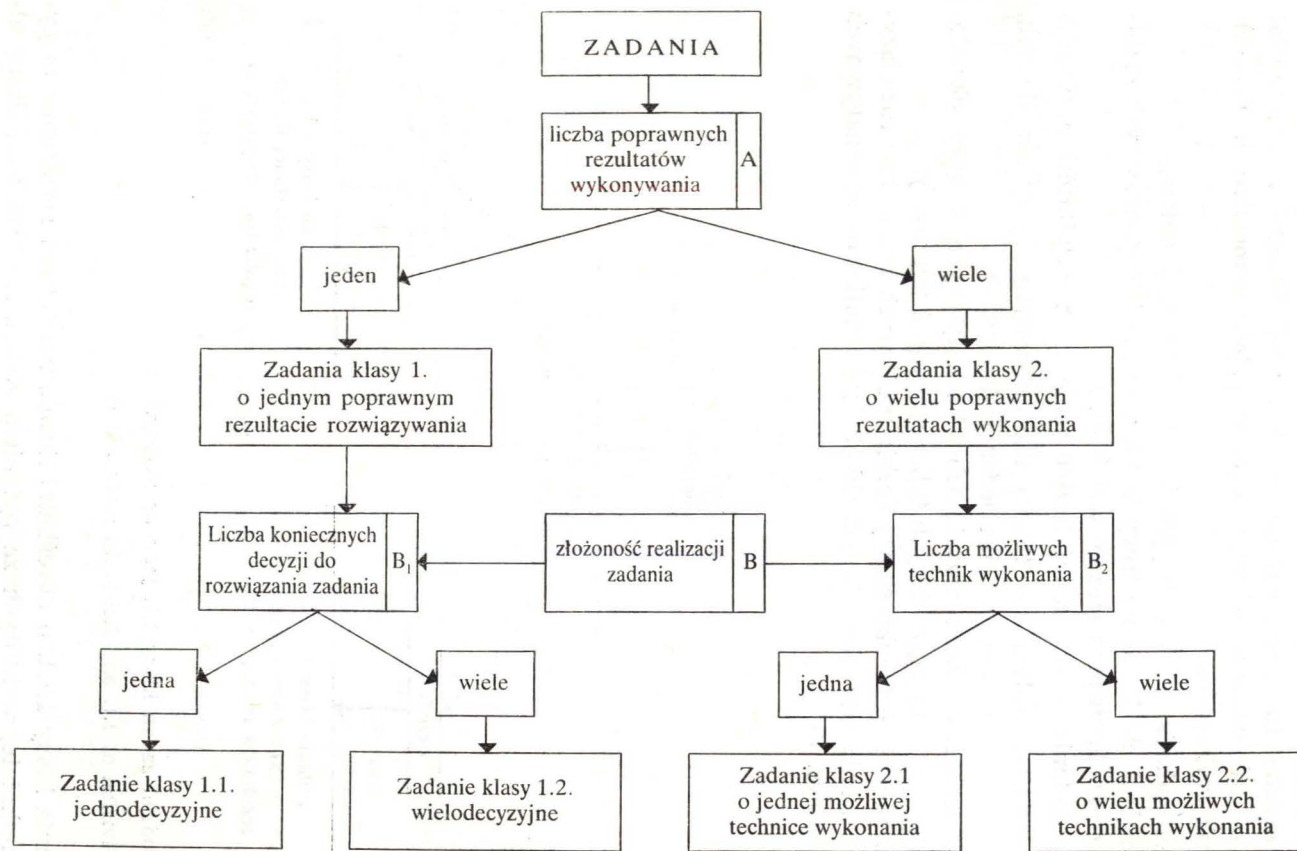 ZADANIA
liczba poprawnych
rezultatów
wykonywania
A
jeden
wiele
Zadania klasy 1.
o jednym poprawnym
rezultacie rozwiązywania
Zadania klasy 2.
o wielu poprawnych
rezultatach wykonania
Liczba koniecznych
decyzji do
rozwiązania zadania
B₁
złożoność realizacji
zadania
B
Liczba możliwych
technik wykonania
B₂
jedna
wiele
jedna
wiele
Zadanie klasy 1.1.
jednodecyzyjne
Zadanie klasy 1.2.
wielodecyzyjne
Zadanie klasy 2.1
o jednej możliwej
technice wykonania
Zadanie klasy 2.2.
o wielu możliwych
technikach wykonania